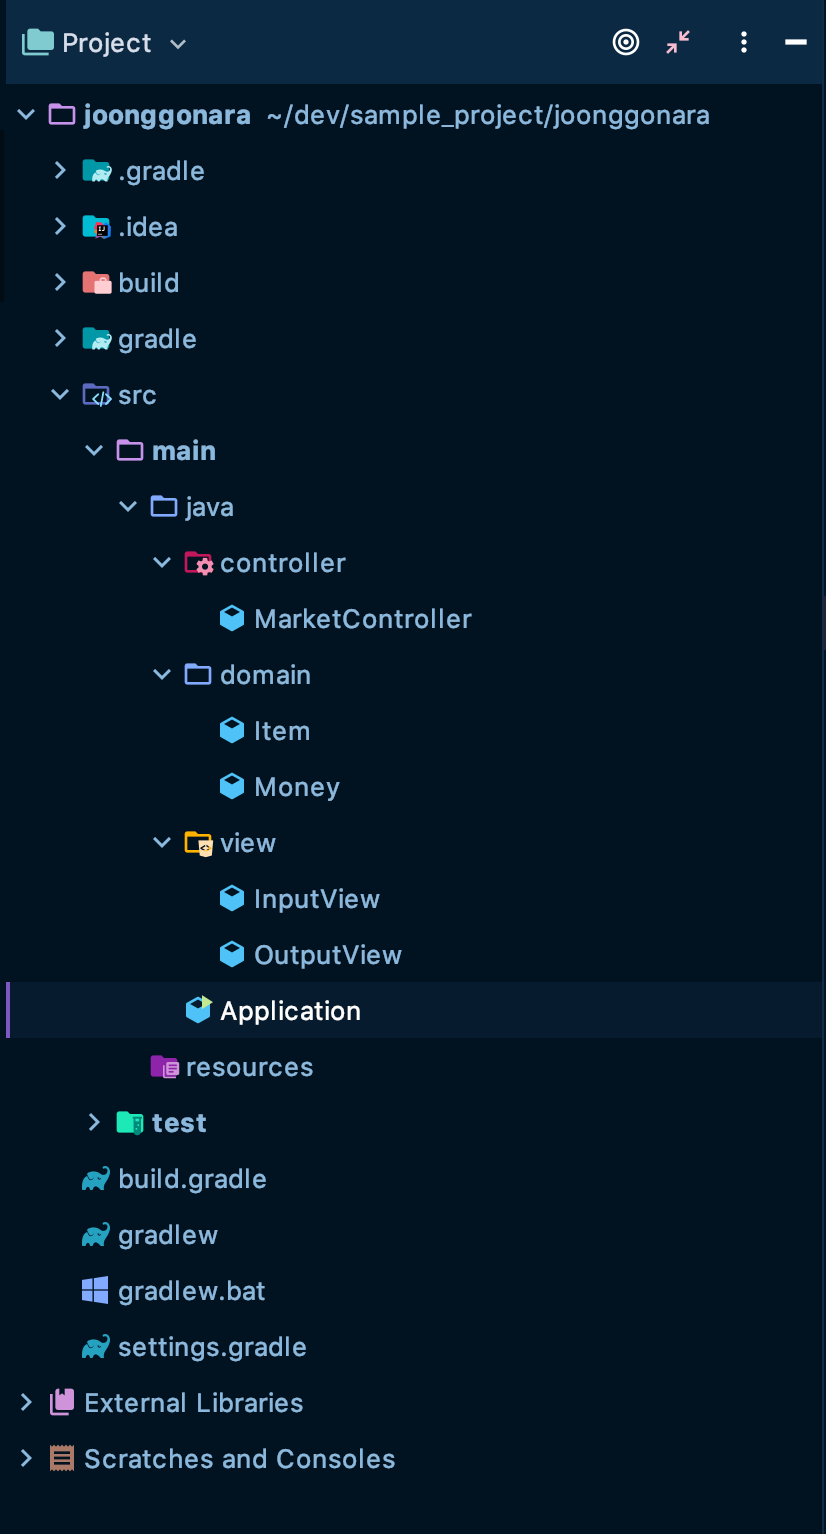 Project
joonggonara ~/dev/sample_project/joonggonara
.gradle
.idea
build
gradle
src
main
java
controller
MarketController
domain
Item
Money
view
InputView
OutputView
Application
resources
test
build.gradle
gradlew
gradlew.bat
settings.gradle
External Libraries
Scratches and Consoles